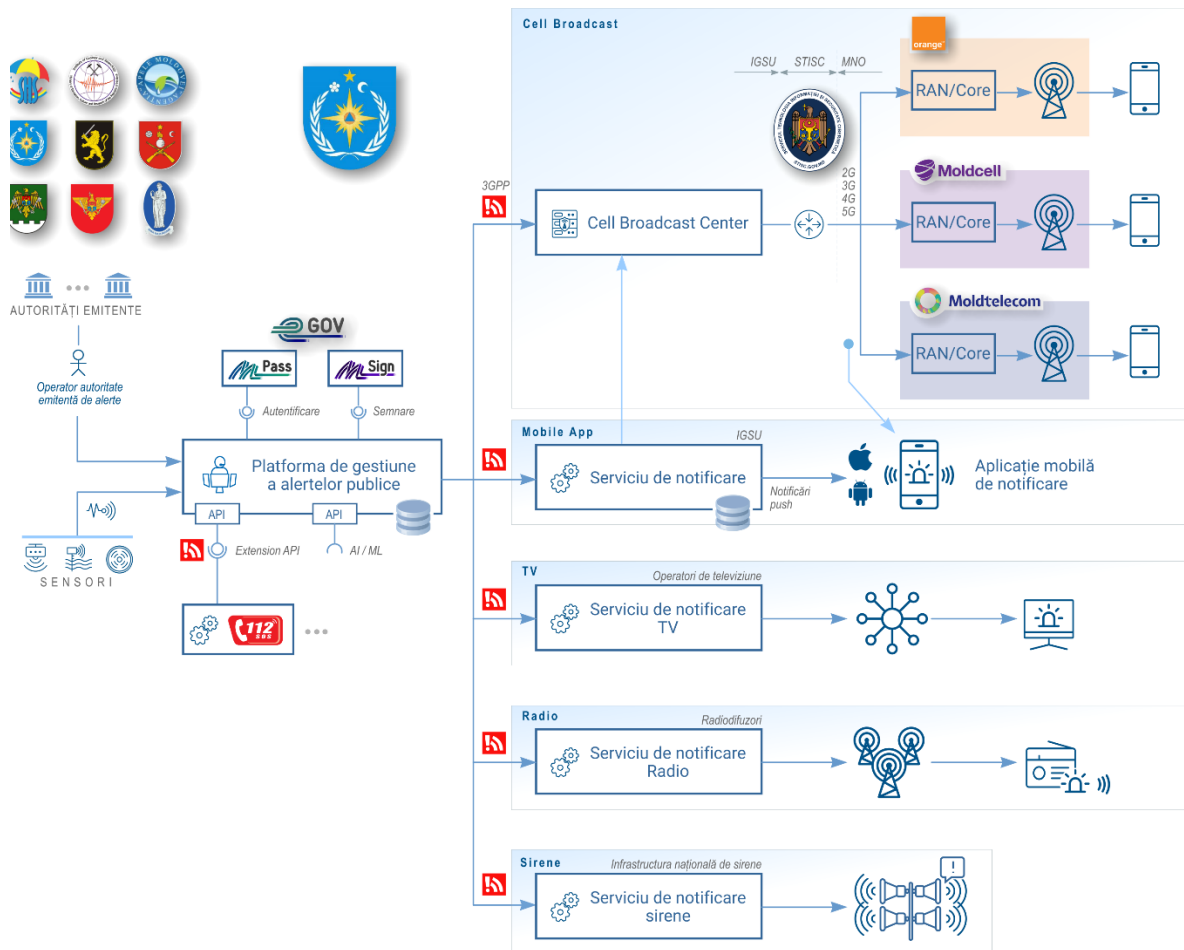 Cell Broadcast
orange
IGSU
STISC
MNO
RAN/Core
3GPP
2G
3G
4G
5G
Moldcell
Cell Broadcast Center
RAN/Core
AUTORITĂȚI EMITENTE
Moldtelecom
RAN/Core
GOV
Pass
Sign
Operator autoritate
emitentă de alerte
Autentificare
Semnare
Mobile App
IGSU
Platforma de gestiune
a alertelor publice
Serviciu de notificare
Notificări
push
Aplicație mobilă
de notificare
API
API
Extension API
AI / ML
SENSORI
TV
Operatori de televiziune
Serviciu de notificare
TV
112
SOS
Radio
Radiodifuzori
Serviciu de notificare
Radio
Sirene
Infrastructura națională de sirene
Serviciu de notificare
sirene